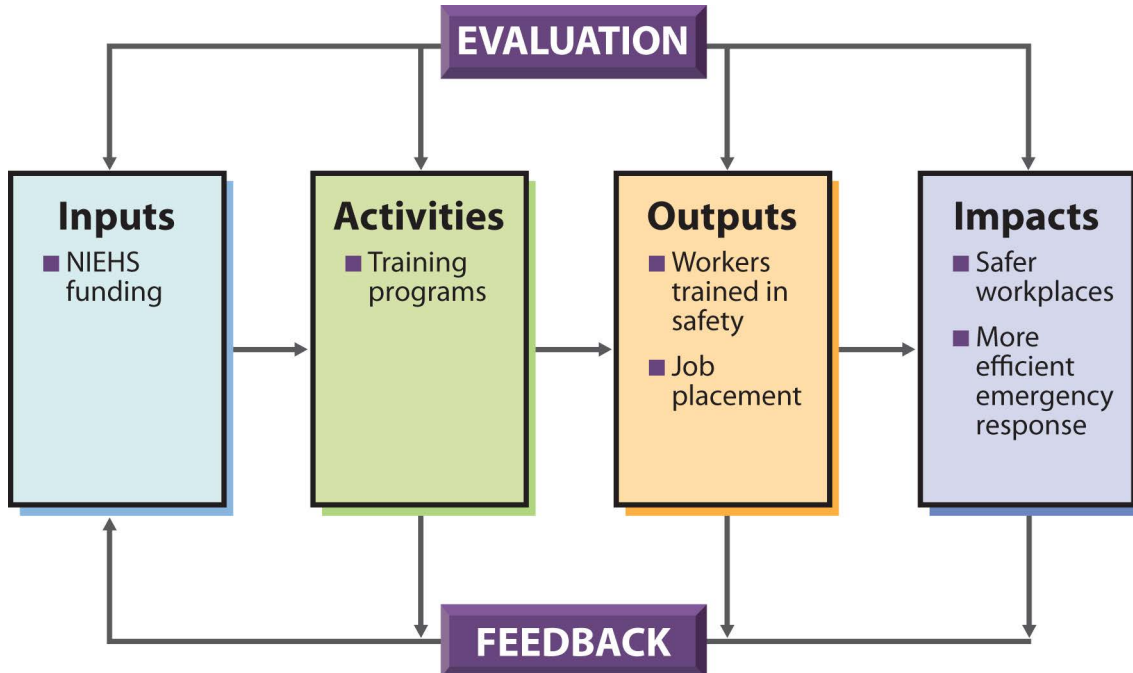 EVALUATION
Inputs
■ NIEHS
funding
Activities
■ Training
programs
Outputs
■ Workers
trained in
safety
■ Job
placement
Impacts
■ Safer
workplaces
■ More
efficient
emergency
response
FEEDBACK